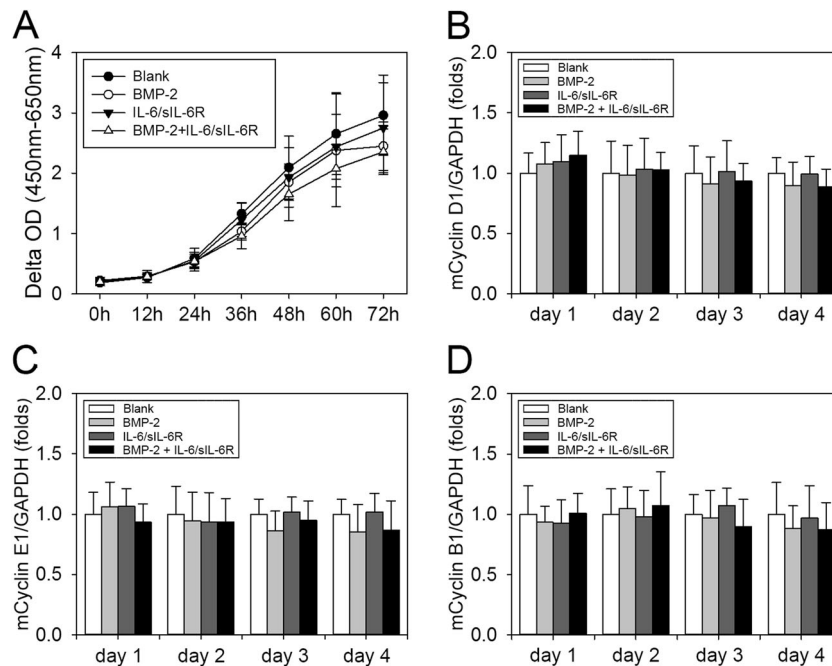 A
Delta OD (450nm-650nm)
4
3
2
1
0
Blank
BMP-2
IL-6/sIL-6R
BMP-2+IL-6/sIL-6R
0h 12h 24h 36h 48h 60h 72h
B
mCyclin D1/GAPDH (folds)
2.0
1.5
1.0
0.5
0.0
Blank
BMP-2
IL-6/sIL-6R
BMP-2 + IL-6/sIL-6R
day 1 day 2 day 3 day 4
C
mCyclin E1/GAPDH (folds)
2.0
1.5
1.0
0.5
0.0
Blank
BMP-2
IL-6/sIL-6R
BMP-2 + IL-6/sIL-6R
day 1 day 2 day 3 day 4
D
mCyclin B1/GAPDH (folds)
2.0
1.5
1.0
0.5
0.0
Blank
BMP-2
IL-6/sIL-6R
BMP-2 + IL-6/sIL-6R
day 1 day 2 day 3 day 4